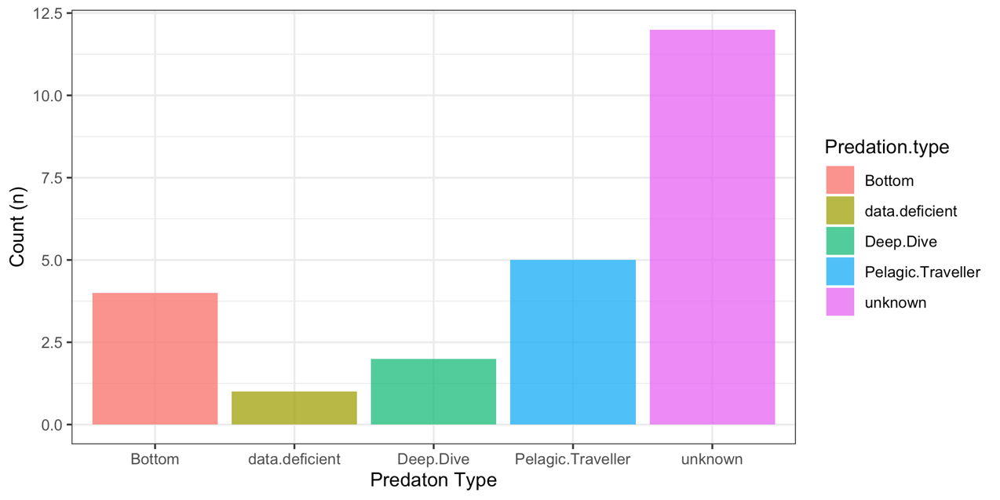 12.5
10.0
7.5
5.0
2.5
0.0
Count (n)
Bottom
data.deficient
Deep.Dive
Pelagic.Traveller
unknown
Predaton Type
Predation.type
Bottom
data.deficient
Deep.Dive
Pelagic.Traveller
unknown